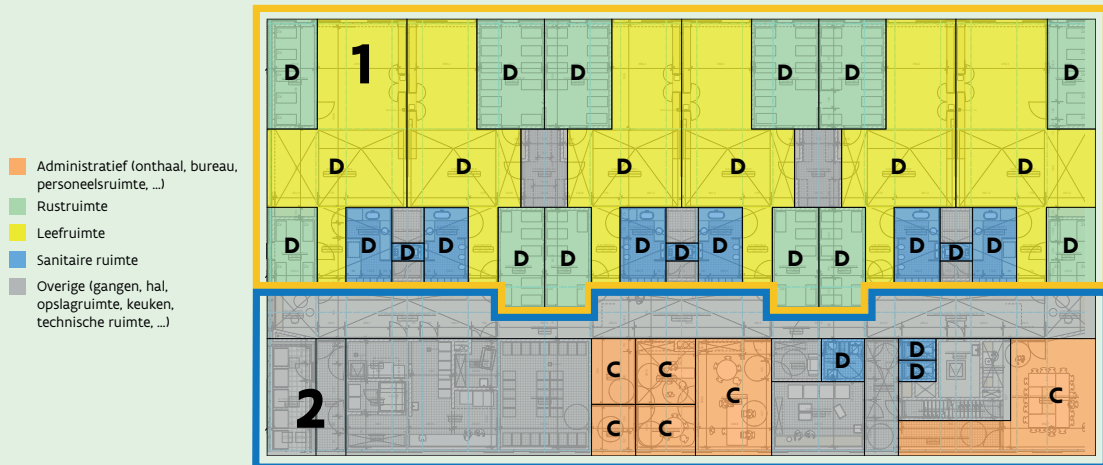 1
D D D D D D
D D D D D D
D D D D D D D D D D D D D D D
Administratief (onthaal, bureau,
personeelsruimte, ...)
Rustruimte
Leefruimte
Sanitaire ruimte
Overige (gangen, hal,
opslagruimte, keuken,
technische ruimte, ...)
2
C C D D
C D
C C C